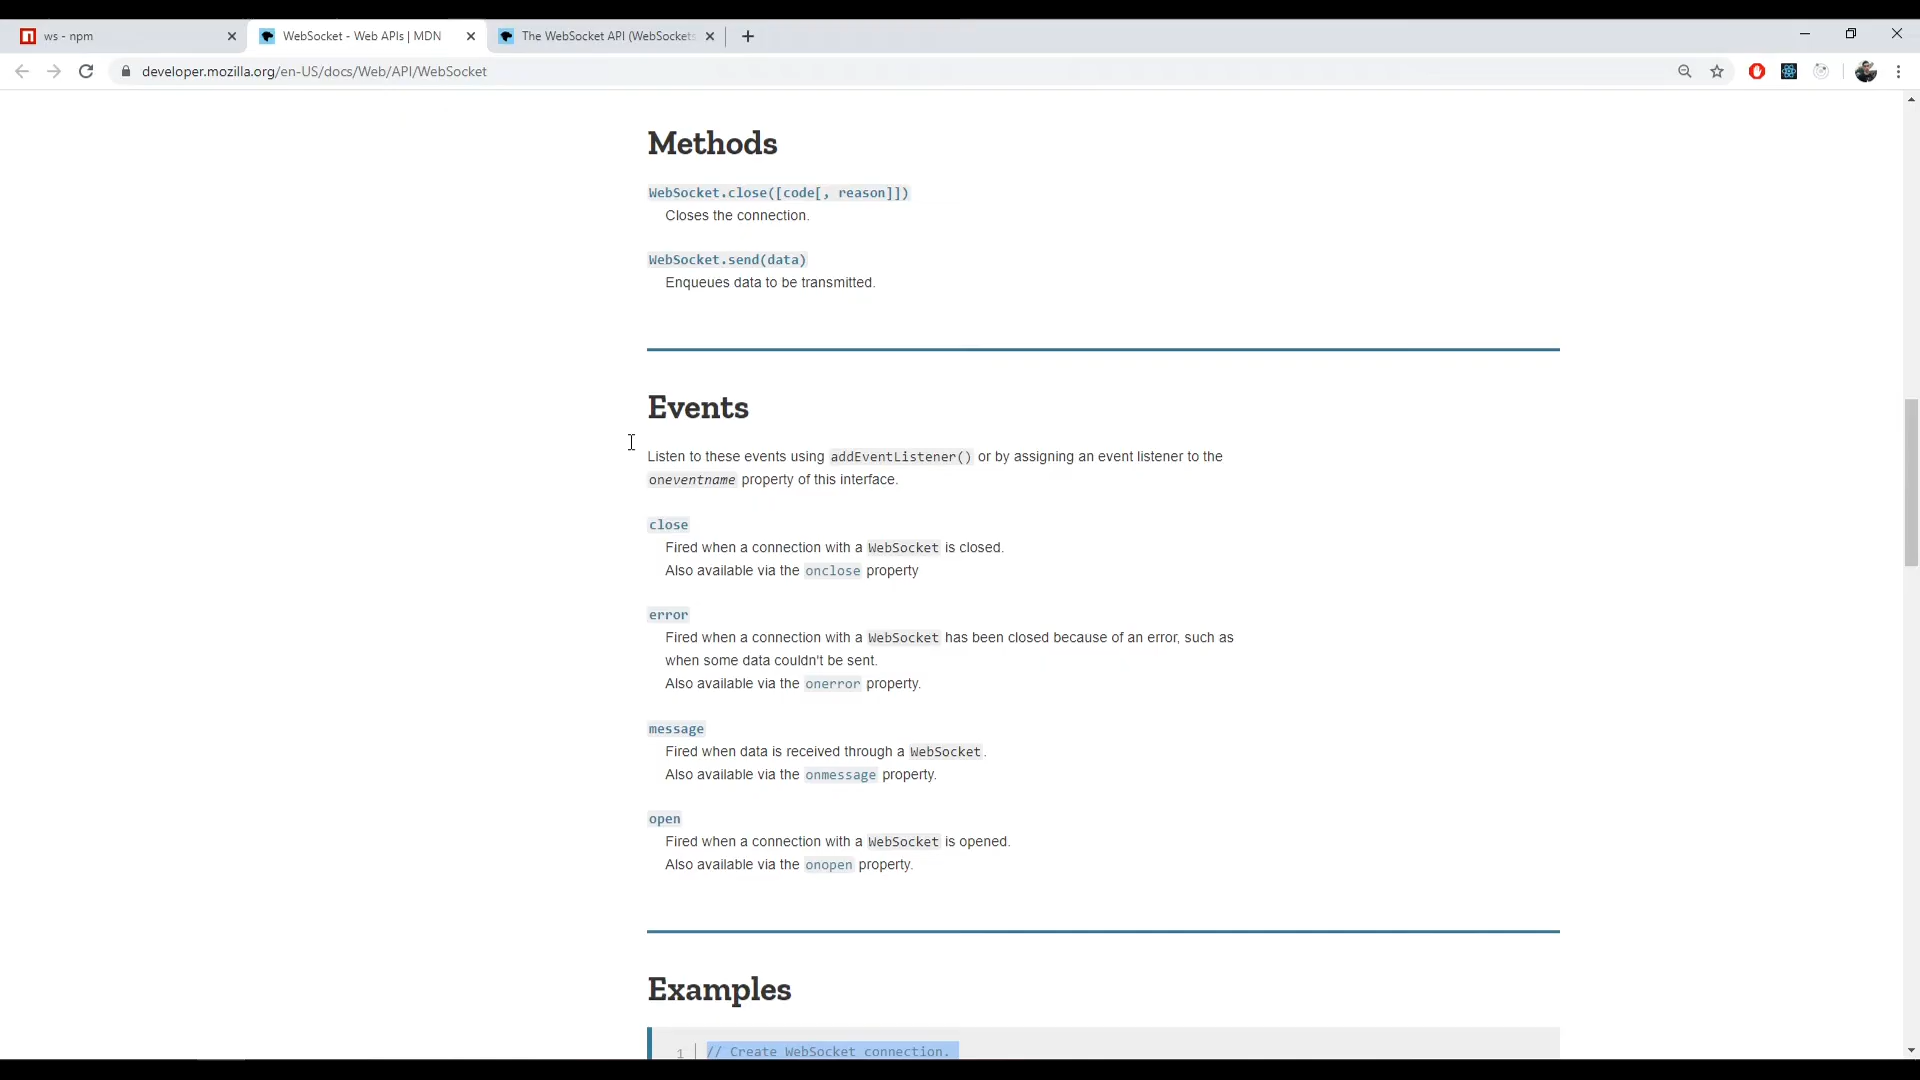 ws - npm
WebSocket - Web APIs | MDN
The WebSocket API (WebSockets
developer.mozilla.org/en-US/docs/Web/API/WebSocket
Methods
WebSocket.close([code[, reason]])
Closes the connection.
WebSocket.send(data)
Enqueues data to be transmitted.
Events
Listen to these events using addEventListener() or by assigning an event listener to the
oneventname property of this interface.
close
Fired when a connection with a WebSocket is closed.
Also available via the onclose property
error
Fired when a connection with a WebSocket has been closed because of an error, such as
when some data couldn't be sent.
Also available via the onerror property.
message
Fired when data is received through a WebSocket.
Also available via the onmessage property.
open
Fired when a connection with a WebSocket is opened.
Also available via the onopen property.
Examples
1 // Create WebSocket connection.